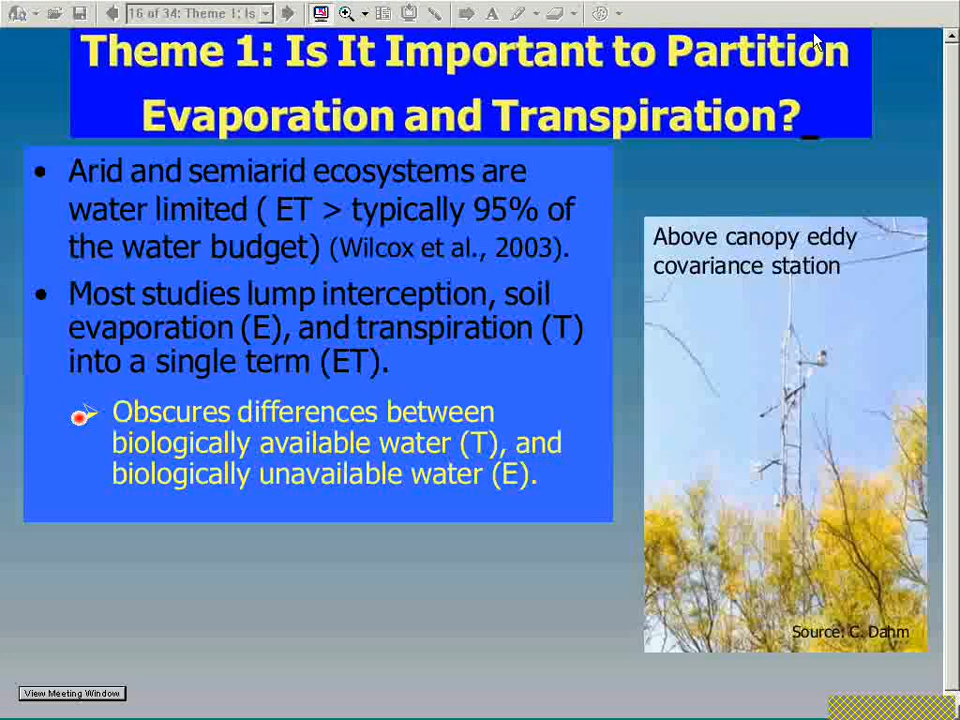 16 of 34: Theme 1: Is
Theme 1: Is It Important to Partition
Evaporation and Transpiration?
• Arid and semiarid ecosystems are
water limited ( ET > typically 95% of
the water budget) (Wilcox et al., 2003).
• Most studies lump interception, soil
evaporation (E), and transpiration (T)
into a single term (ET).
➢ Obscures differences between
biologically available water (T), and
biologically unavailable water (E).
Above canopy eddy
covariance station
Source: C. Dahm
View Meeting Window